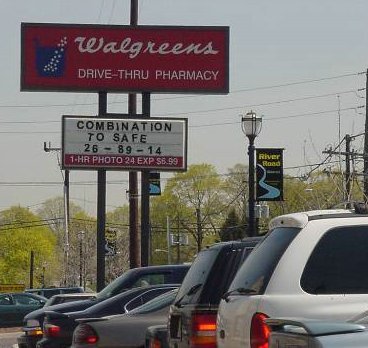 Walgreens
DRIVE-THRU PHARMACY
COMBINATION
TO SAFE
26-89-14
1-HR PHOTO 24 EXP $6.99
River
Road